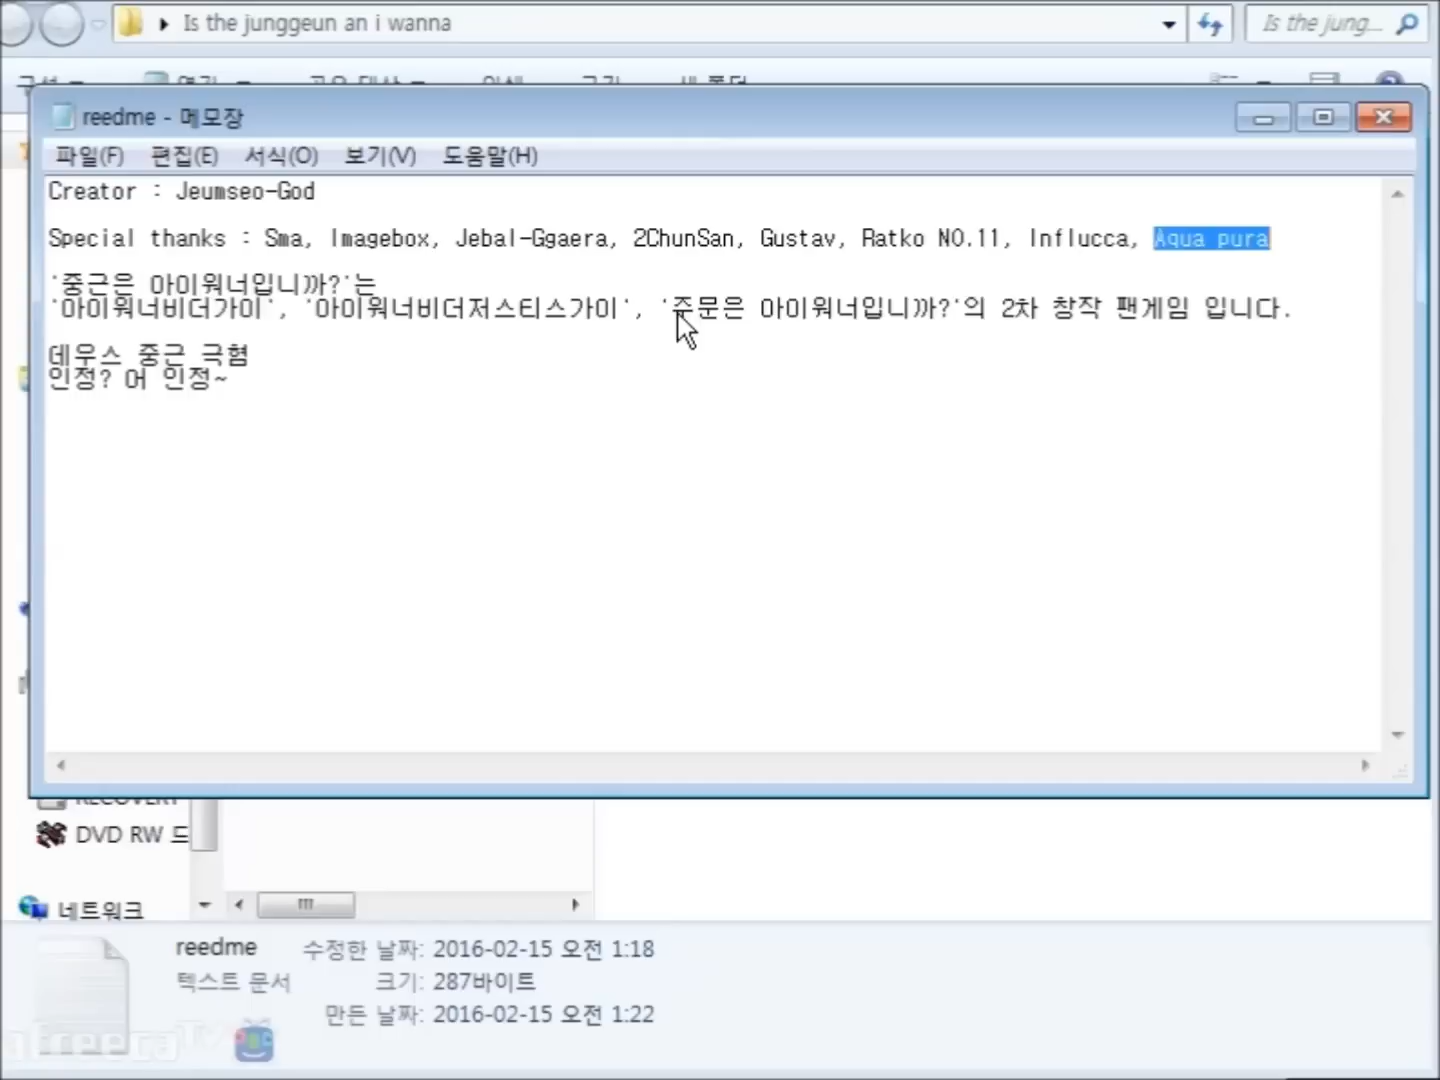 Is the junggeun an i wanna
Is the jung...
reedme - 메모장
파일(F) 편집(E) 서식(O) 보기(V) 도움말(H)
Creator : Jeumseo-God
Special thanks : Sma, Imagebox, Jebal-Ggaera, 2ChunSan, Gustav, Ratko NO.11, Influcca, Aqua pura
'중근은 아이워너입니까?'는
'아이워너비더가이', '아이워너비더저스티스가이', '주문은 아이워너입니까?'의 2차 창작 팬게임 입니다.
데우스 중근 극혐
인정? 어 인정~
RECOVERY
DVD RW 드
네트워크
reedme 수정한 날짜: 2016-02-15 오전 1:18
텍스트 문서 크기: 287바이트
만든 날짜: 2016-02-15 오전 1:22
afreecaTV